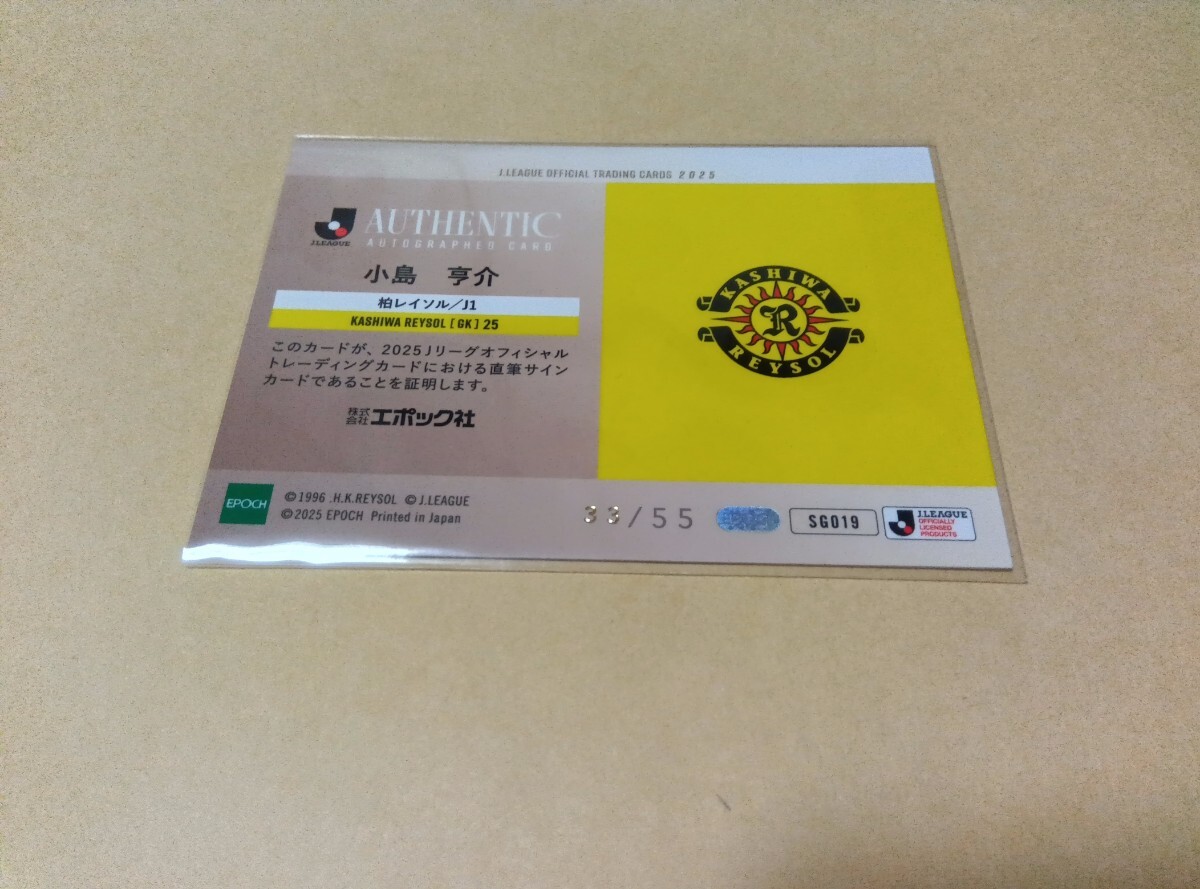 J.LEAGUE OFFICIAL TRADING CARDS 2025
J.LEAGUE
AUTHENTIC
AUTOGRAPHED CARD
小島 亨介
柏レイソル/J1
KASHIWA REYSOL [GK] 25
このカードが、2025Jリーグオフィシャル
トレーディングカードにおける直筆サイン
カードであることを証明します。
株式会社エポック社
KASHIWA
R
REYSOL
EPOCH
©1996 .H.K.REYSOL ©J.LEAGUE
©2025 EPOCH Printed in Japan
33/55
SG019
J.LEAGUE
OFFICIALLY
LICENSED
PRODUCTS